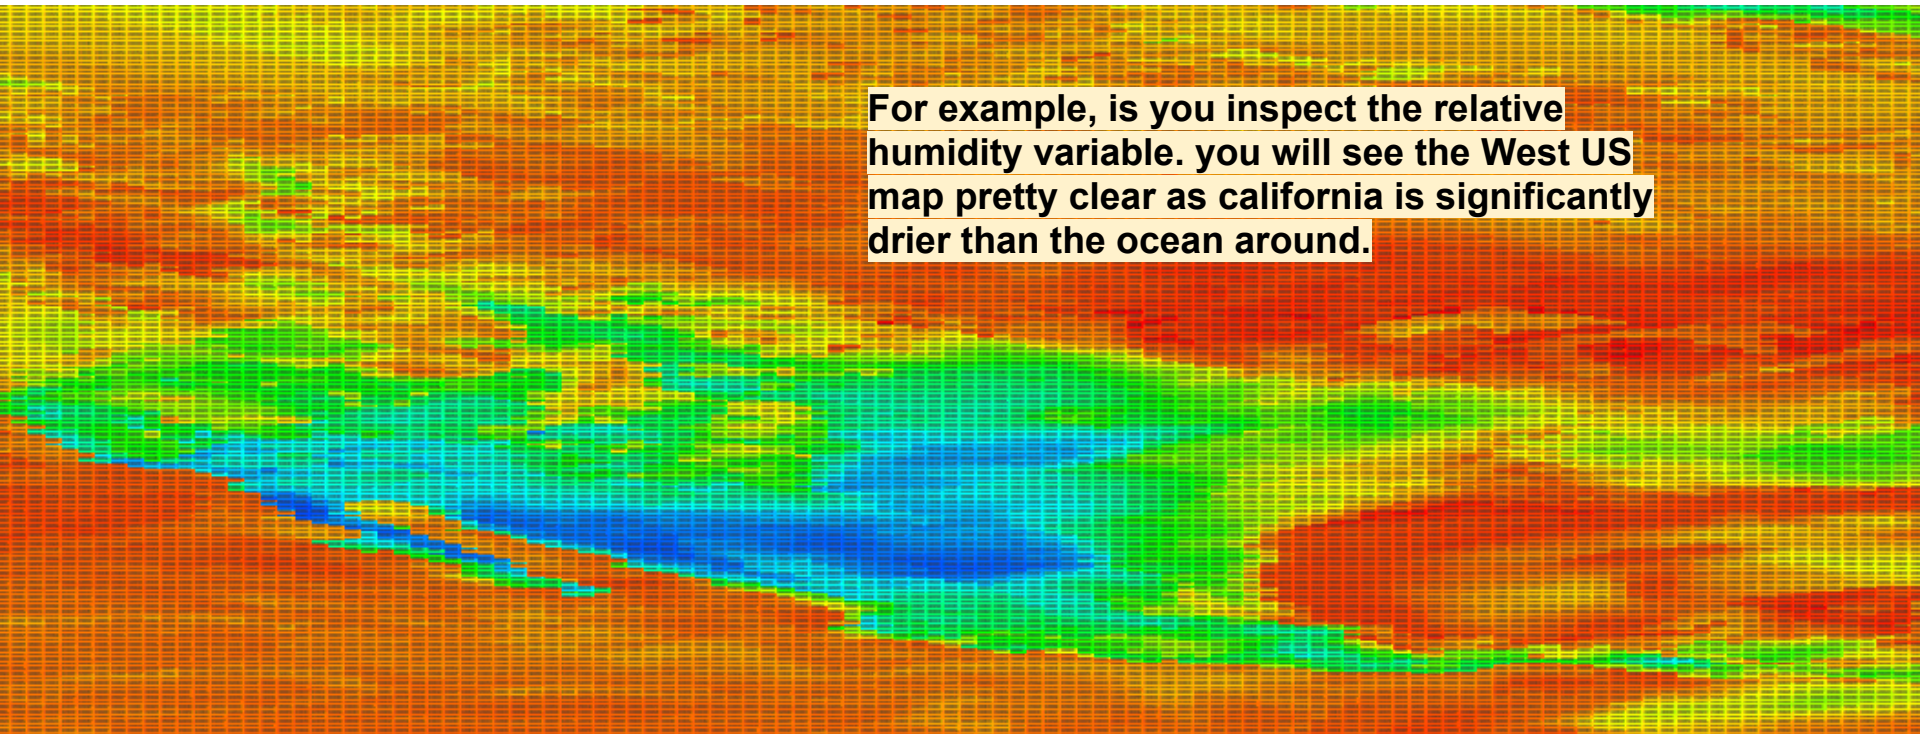 For example, is you inspect the relative
humidity variable. you will see the West US
map pretty clear as california is significantly
drier than the ocean around.